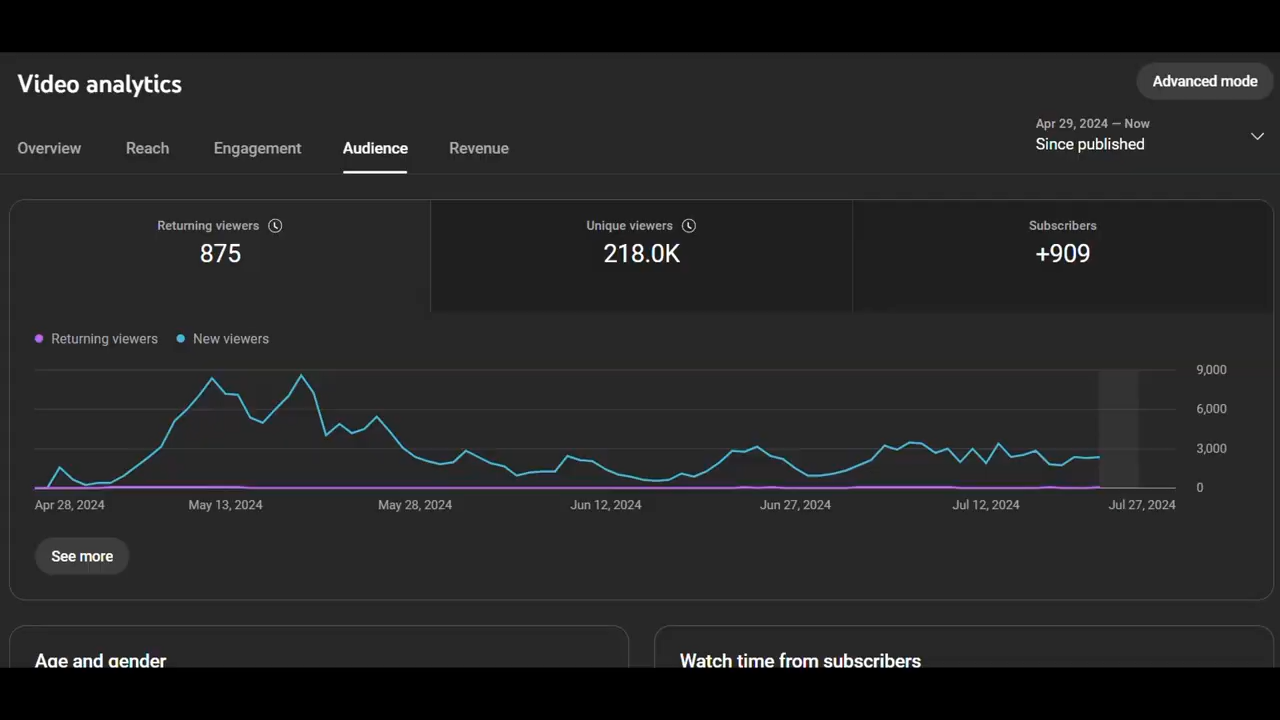 Video analytics
Advanced mode
Overview Reach Engagement Audience Revenue
Apr 29, 2024 – Now
Since published
Returning viewers
875
Unique viewers
218.0K
Subscribers
+909
Returning viewers New viewers
9,000
6,000
3,000
0
Apr 28, 2024 May 13, 2024 May 28, 2024 Jun 12, 2024 Jun 27, 2024 Jul 12, 2024 Jul 27, 2024
See more
Age and gender
Watch time from subscribers